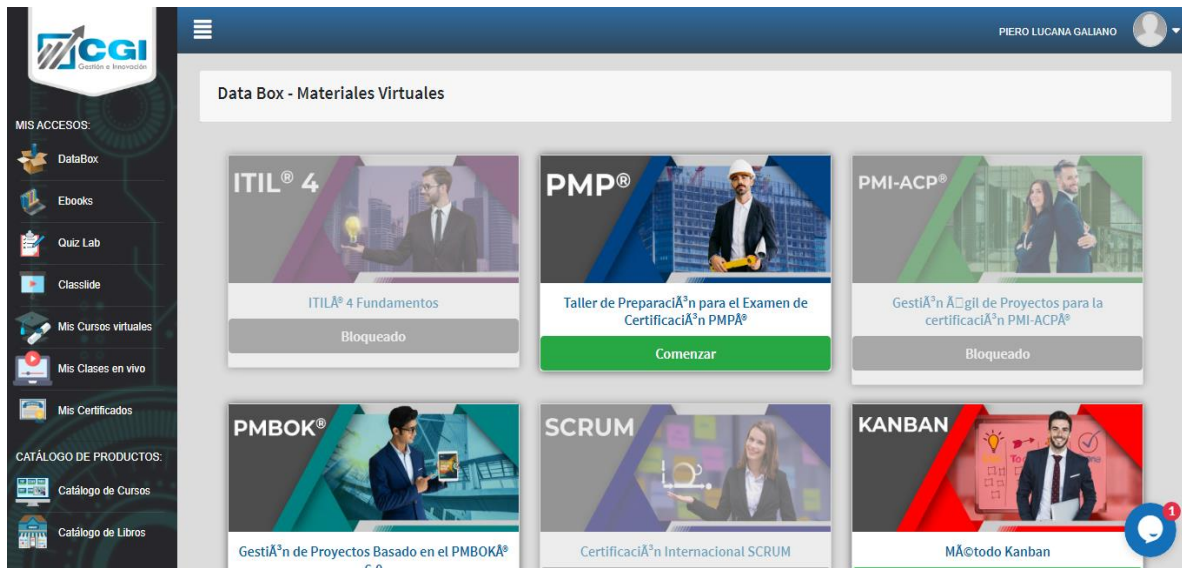 CGI
Gestión e Innovación
PIERO LUCANA GALIANO
Data Box - Materiales Virtuales
MIS ACCESOS:
DataBox
Ebooks
Quiz Lab
Classlide
Mis Cursos virtuales
Mis Clases en vivo
Mis Certificados
CATÁLOGO DE PRODUCTOS:
Catálogo de Cursos
Catálogo de Libros
ITIL® 4
ITILÂ® 4 Fundamentos
Bloqueado
PMP®
Taller de PreparaciÃ³n para el Examen de
CertificaciÃ³n PMPÂ®
Comenzar
PMI-ACP®
GestiÃ³n Ã□gil de Proyectos para la
certificaciÃ³n PMI-ACPÂ®
Bloqueado
PMBOK®
GestiÃ³n de Proyectos Basado en el PMBOKÂ®
SCRUM
CertificaciÃ³n Internacional SCRUM
KANBAN
MÃ©todo Kanban
1